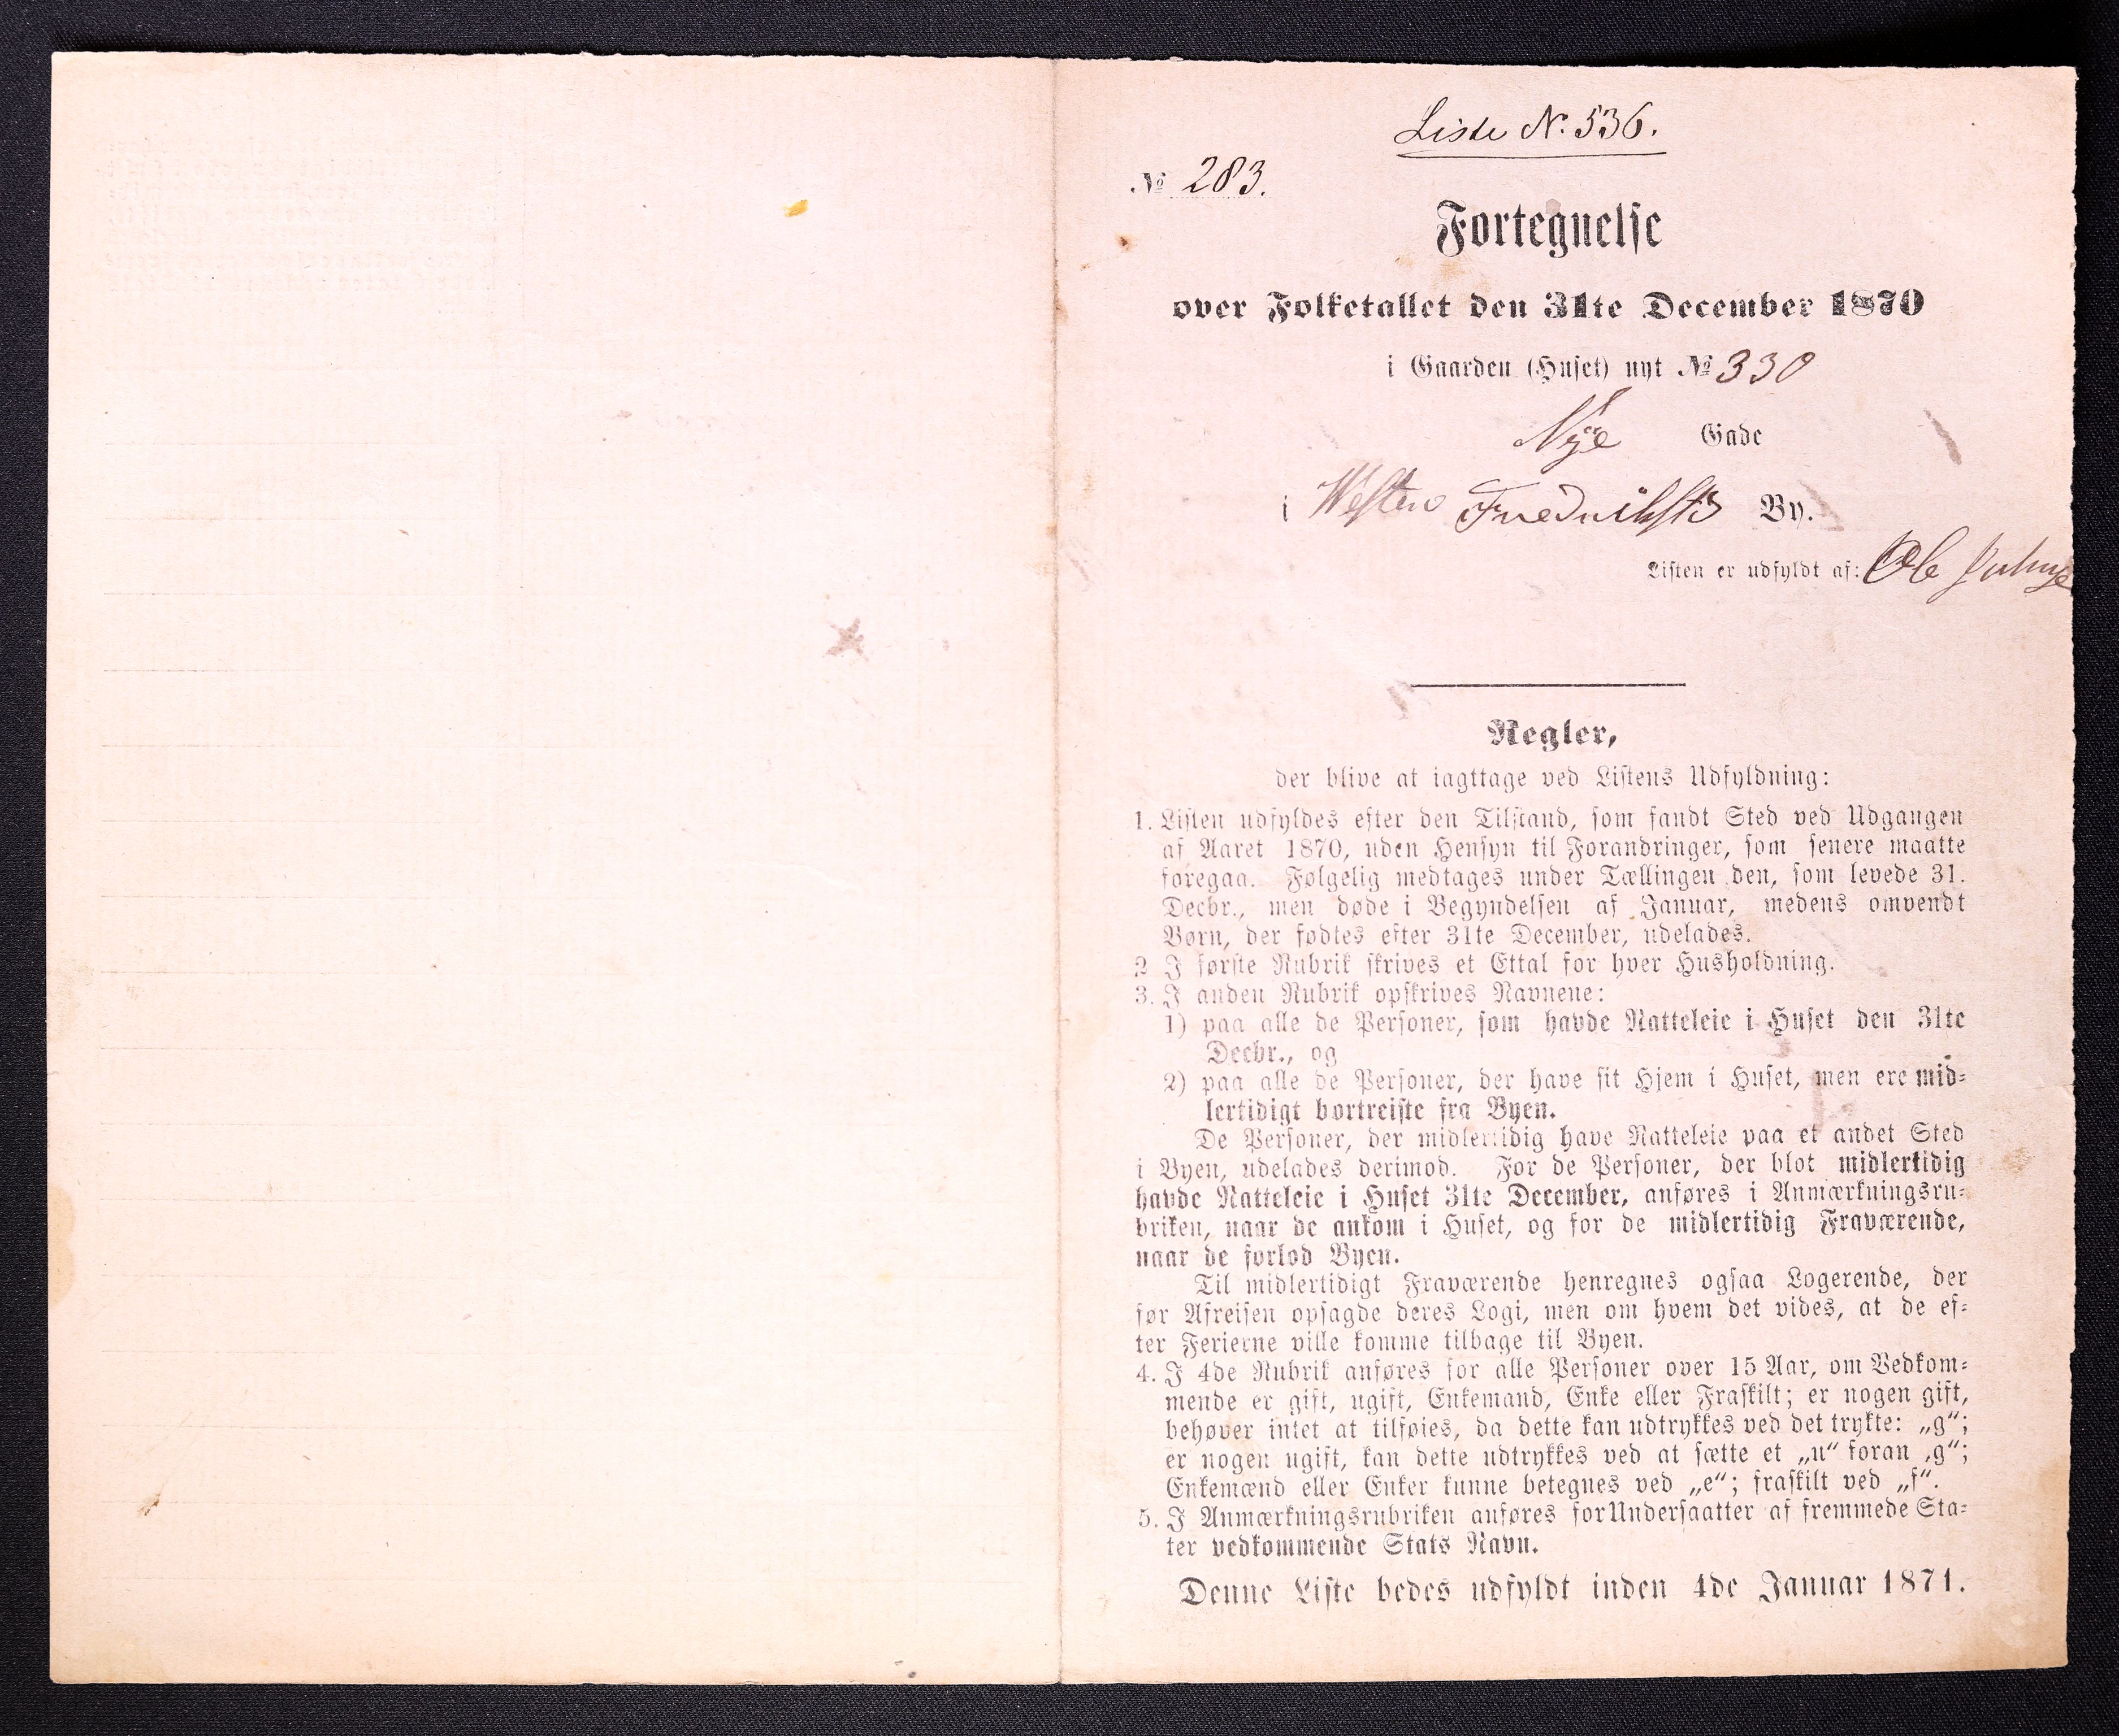 Liste N. 536.
№ 283.
Fortegnelse
over Folketallet den 31te December 1870
i Gaarden (Huset) nyt № 330
Nye Gade
i Westen Fredriksts By.
Listen er udfyldt af: Ole
Regler,
der blive at iagttage ved Listens Udfyldning:
1. Listen udfyldes efter den Tilstand, som fandt Sted ved Udgangen
af Aaret 1870, uden Hensyn til Forandringer, som senere maatte
foregaa. Følgelig medtages under Tællingen den, som levede 31.
Decbr., men døde i Begyndelsen af Januar, medens omvendt
Børn, der fødtes efter 31te December, udelades.
2 I første Rubrik skrives et Ettal for hver Husholdning.
3. I anden Rubrik opskrives Navnene:
1) paa alle de Personer, som havde Natteleie i Huset den 31te
Decbr., og
2) paa alle de Personer, der have sit Hjem i Huset, men ere mid-
lertidigt bortreiste fra Byen.
De Personer, der midlertidig have Natteleie paa et andet Sted
i Byen, udelades derimod. For de Personer, der blot midlertidig
havde Natteleie i Huset 31te December, anføres i Anmærkningsru-
briken, naar de ankom i Huset, og for de midlertidig Fraværende,
naar de forlod Byen.
Til midlertidigt Fraværende henregnes ogsaa Logerende, der
før Afreisen opsagde deres Logi, men om hvem det vides, at de ef-
ter Ferierne ville komme tilbage til Byen.
4. I 4de Rubrik anføres for alle Personer over 15 Aar, om Vedkom-
mende er gift, ugift, Enkemand, Enke eller Fraskilt; er nogen gift,
behøver intet at tilføies, da dette kan udtrykkes ved det trykte: „g“;
er nogen ugift, kan dette udtrykkes ved at sætte et „u“ foran „g“;
Enkemænd eller Enker kunne betegnes ved „e“; fraskilt ved „f“.
5. I Anmærkningsrubriken anføres for Undersaatter af fremmede Sta-
ter vedkommende Stats Navn.
Denne Liste bedes udfyldt inden 4de Januar 1871.